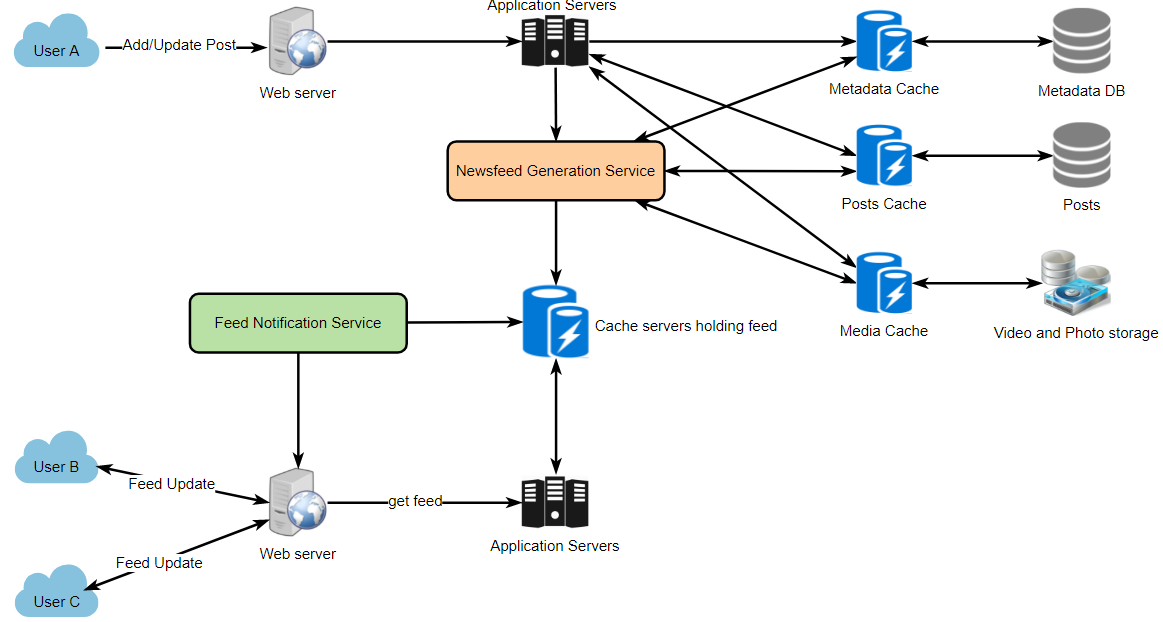 Application Servers
User A
Add/Update Post
Web server
Metadata Cache
Metadata DB
Newsfeed Generation Service
Posts Cache
Posts
Feed Notification Service
Cache servers holding feed
Media Cache
Video and Photo storage
User B
Feed Update
get feed
Web server
Application Servers
Feed Update
User C